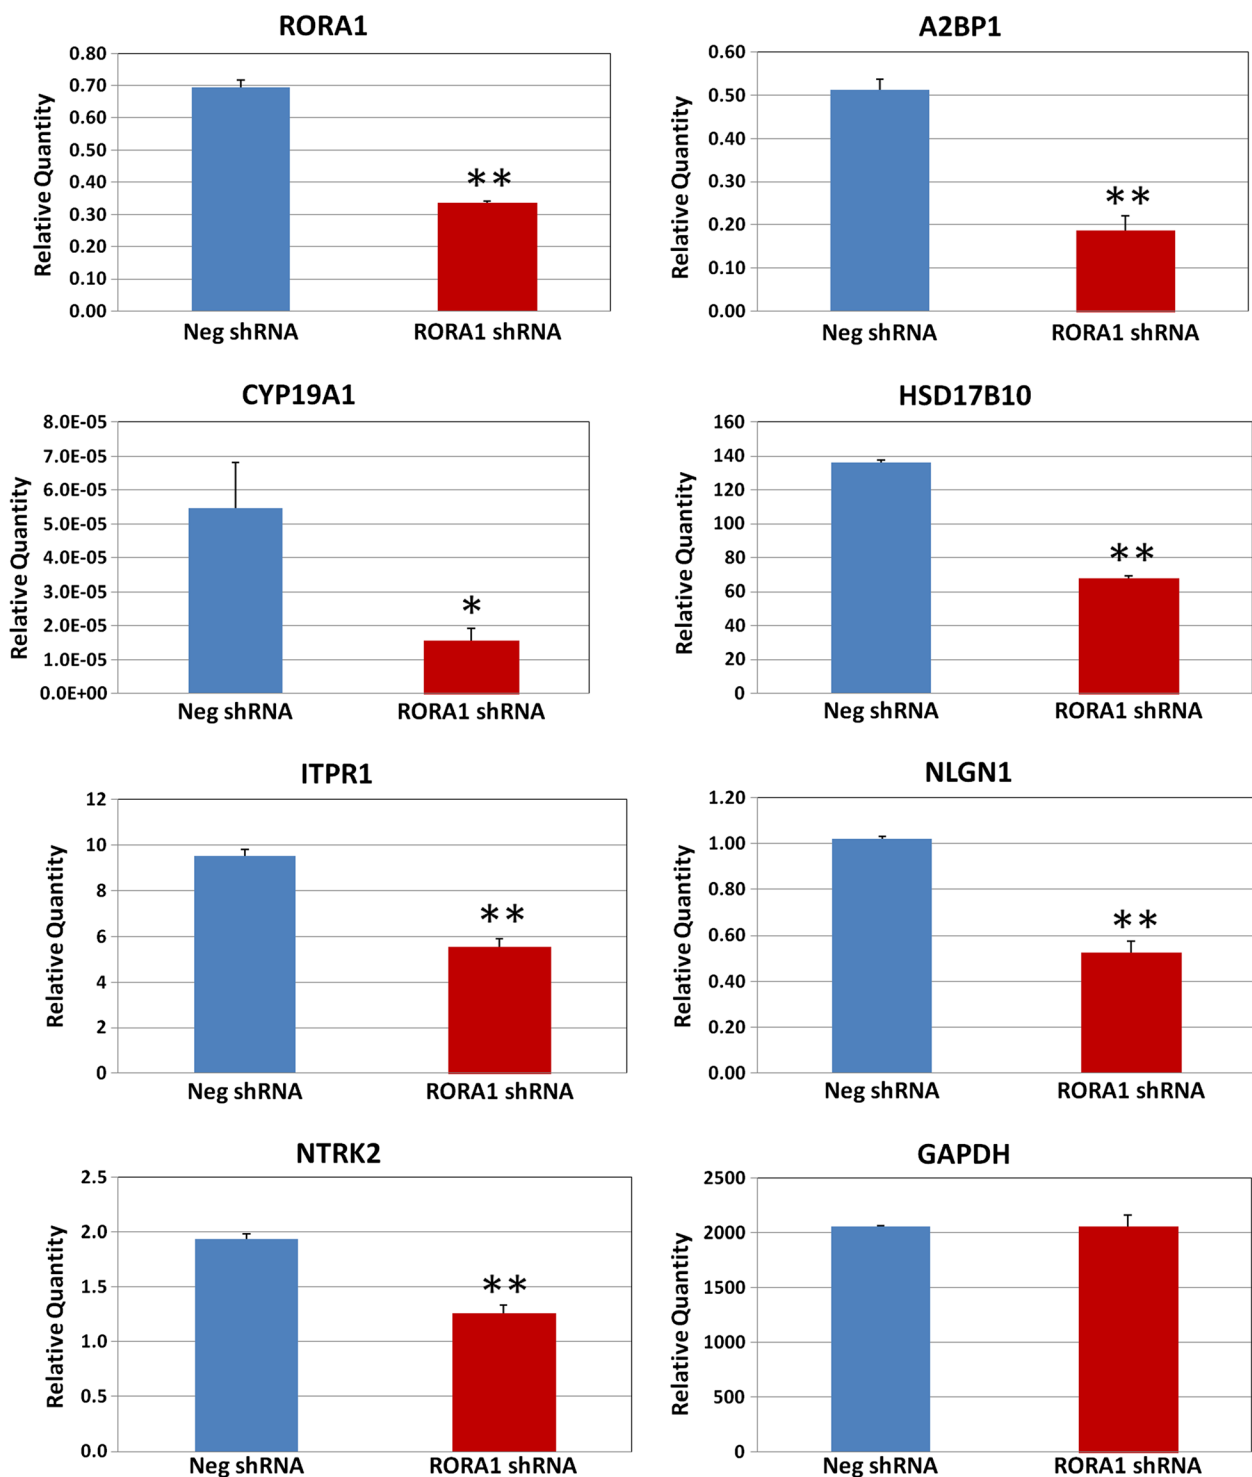 RORA1
Relative Quantity
0.80
0.70
0.60
0.50
0.40
0.30
0.20
0.10
0.00
**
Neg shRNA RORA1 shRNA
A2BP1
Relative Quantity
0.60
0.50
0.40
0.30
0.20
0.10
0.00
**
Neg shRNA RORA1 shRNA
CYP19A1
Relative Quantity
8.0E-05
7.0E-05
6.0E-05
5.0E-05
4.0E-05
3.0E-05
2.0E-05
1.0E-05
0.0E+00
*
Neg shRNA RORA1 shRNA
HSD17B10
Relative Quantity
160
140
120
100
80
60
40
20
0
**
Neg shRNA RORA1 shRNA
ITPR1
Relative Quantity
12
10
8
6
4
2
0
**
Neg shRNA RORA1 shRNA
NLGN1
Relative Quantity
1.20
1.00
0.80
0.60
0.40
0.20
0.00
**
Neg shRNA RORA1 shRNA
NTRK2
Relative Quantity
2.5
2.0
1.5
1.0
0.5
0.0
**
Neg shRNA RORA1 shRNA
GAPDH
Relative Quantity
2500
2000
1500
1000
500
0
Neg shRNA RORA1 shRNA